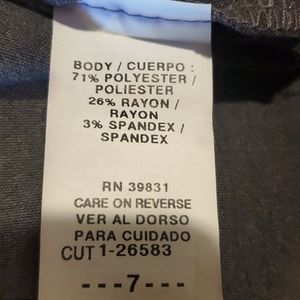 BODY / CUERPO :
71% POLYESTER /
POLIESTER
26% RAYON /
RAYON
3% SPANDEX /
SPANDEX
RN 39831
CARE ON REVERSE
VER AL DORSO
PARA CUIDADO
CUT 1-26583
---7---